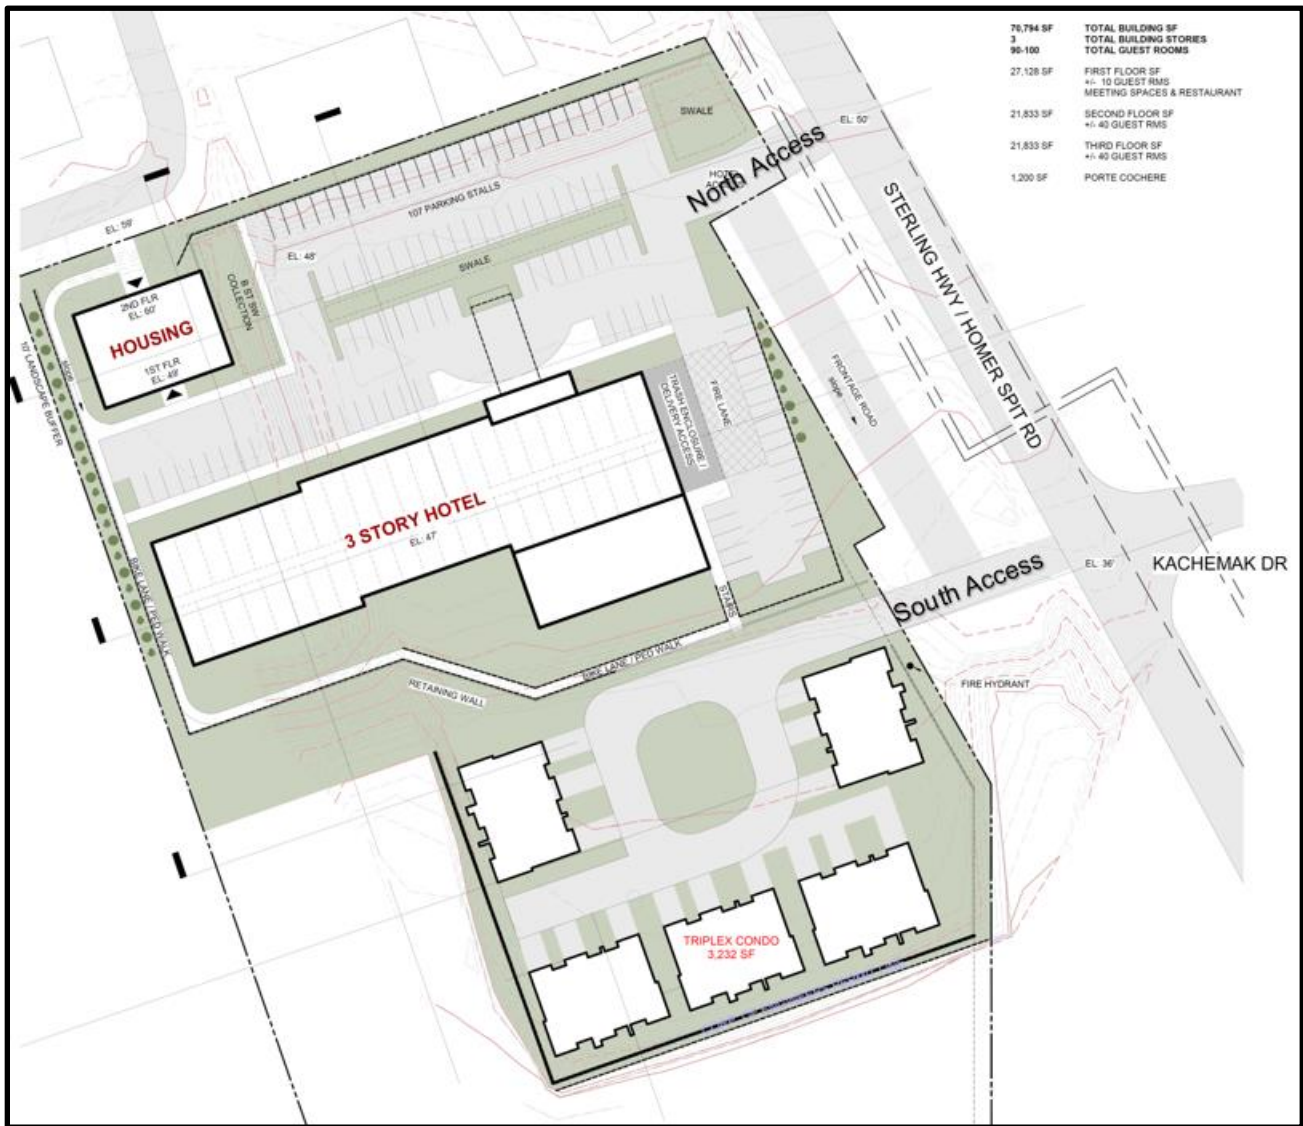 70,794 SF TOTAL BUILDING SF
3 TOTAL BUILDING STORIES
90-100 TOTAL GUEST ROOMS
27,128 SF FIRST FLOOR SF
+/- 10 GUEST RMS
MEETING SPACES & RESTAURANT
21,833 SF SECOND FLOOR SF
+/- 40 GUEST RMS
21,833 SF THIRD FLOOR SF
+/- 40 GUEST RMS
1,200 SF PORTE COCHERE
SWALE
EL: 50'
North Access
107 PARKING STALLS
EL: 59'
EL: 48'
SWALE
B ST SW
COLLECTION
2ND FLR
EL: 60'
HOUSING
1ST FLR
EL: 49'
10' LANDSCAPE BUFFER
STERLING HWY / HOMER SPIT RD
FRONTAGE ROAD
slope
FIRE LANE
TRASH ENCLOSURE /
DELIVERY ACCESS
3 STORY HOTEL
EL: 47'
BIKE LANE / PED WALK
STAIRS
South Access
EL: 36'
KACHEMAK DR
BIKE LANE / PED WALK
RETAINING WALL
FIRE HYDRANT
TRIPLEX CONDO
3,232 SF